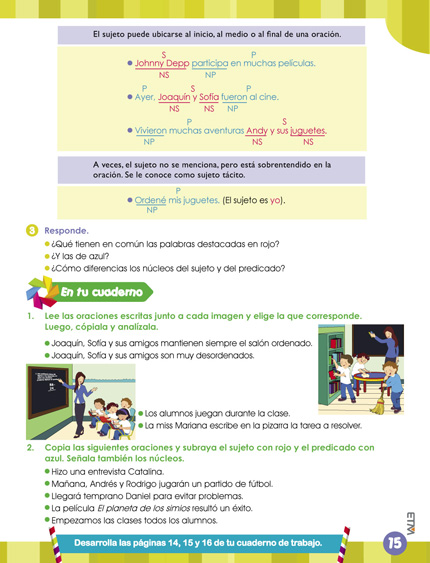 El sujeto puede ubicarse al inicio, al medio o al final de una oración.
S P
Johnny Depp participa en muchas películas.
NS NP
P S P
Ayer, Joaquín y Sofía fueron al cine.
NS NS NP
P S
Vivieron muchas aventuras Andy y sus juguetes.
NP NS NS
A veces, el sujeto no se menciona, pero está sobrentendido en la
oración. Se le conoce como sujeto tácito.
P
Ordené mis juguetes. (El sujeto es yo).
NP
3 Responde.
¿Qué tienen en común las palabras destacadas en rojo?
¿Y las de azul?
¿Cómo diferencias los núcleos del sujeto y del predicado?
En tu cuaderno
1. Lee las oraciones escritas junto a cada imagen y elige la que corresponde.
Luego, cópiala y analízala.
Joaquín, Sofía y sus amigos mantienen siempre el salón ordenado.
Joaquín, Sofía y sus amigos son muy desordenados.
Los alumnos juegan durante la clase.
La miss Mariana escribe en la pizarra la tarea a resolver.
2. Copia las siguientes oraciones y subraya el sujeto con rojo y el predicado con
azul. Señala también los núcleos.
Hizo una entrevista Catalina.
Mañana, Andrés y Rodrigo jugarán un partido de fútbol.
Llegará temprano Daniel para evitar problemas.
La película El planeta de los simios resultó un éxito.
Empezamos las clases todos los alumnos.
Desarrolla las páginas 14, 15 y 16 de tu cuaderno de trabajo.
15